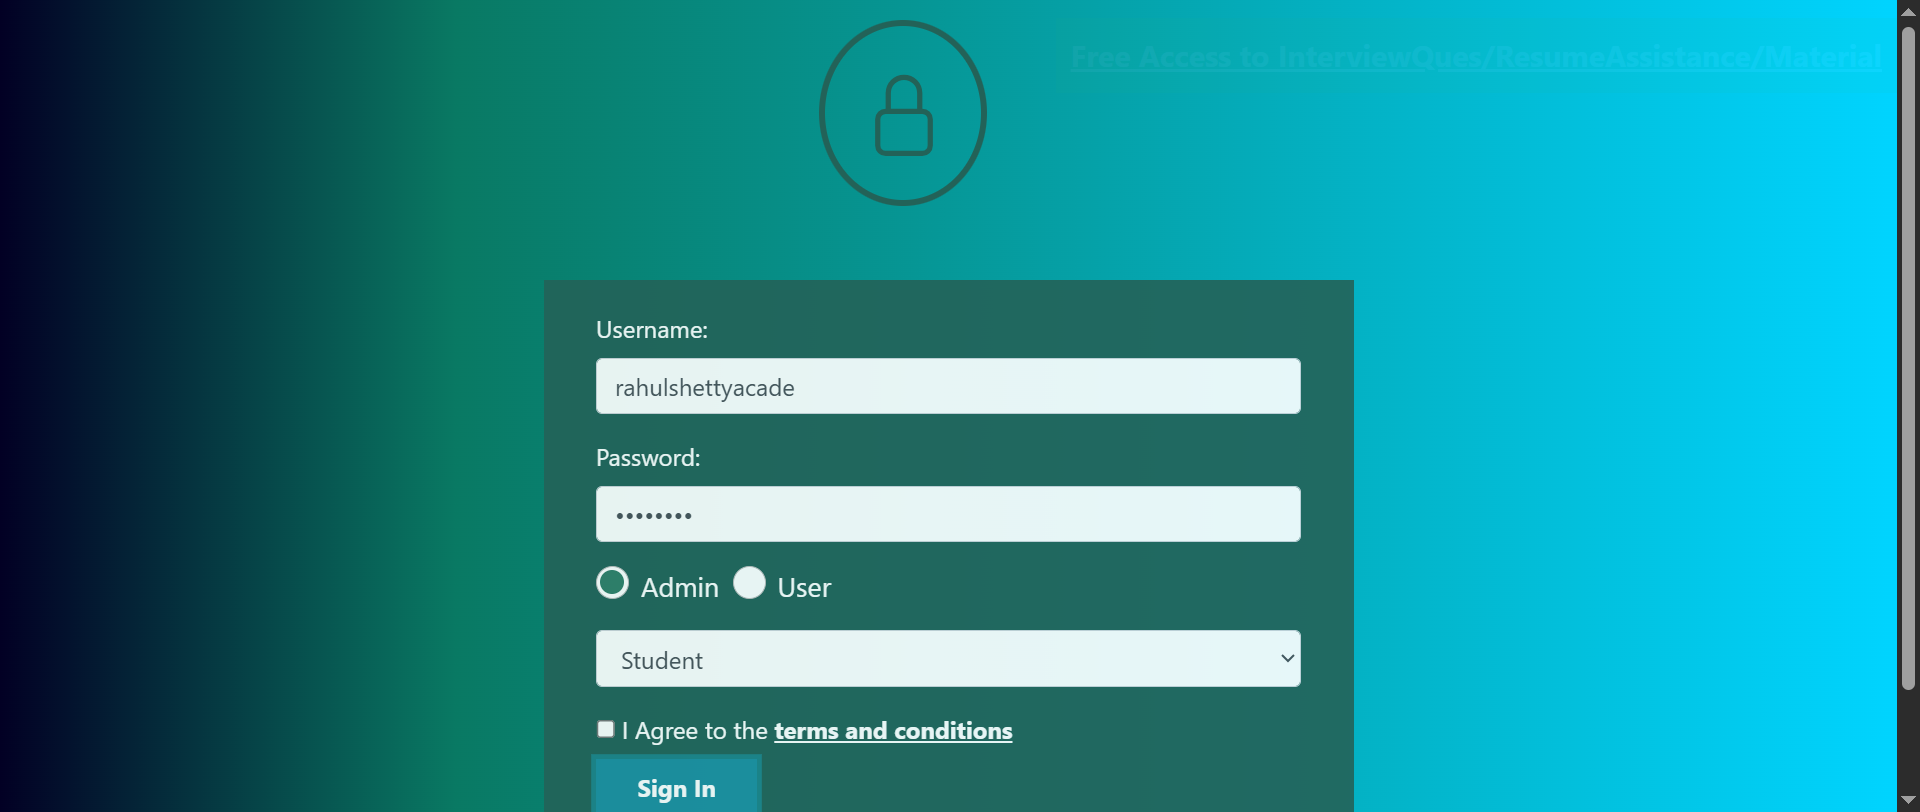 Free Access to InterviewQues/ResumeAssistance/Material
Username:
rahulshettyacade
Password:
••••••••
Admin User
Student
I Agree to the terms and conditions
Sign In